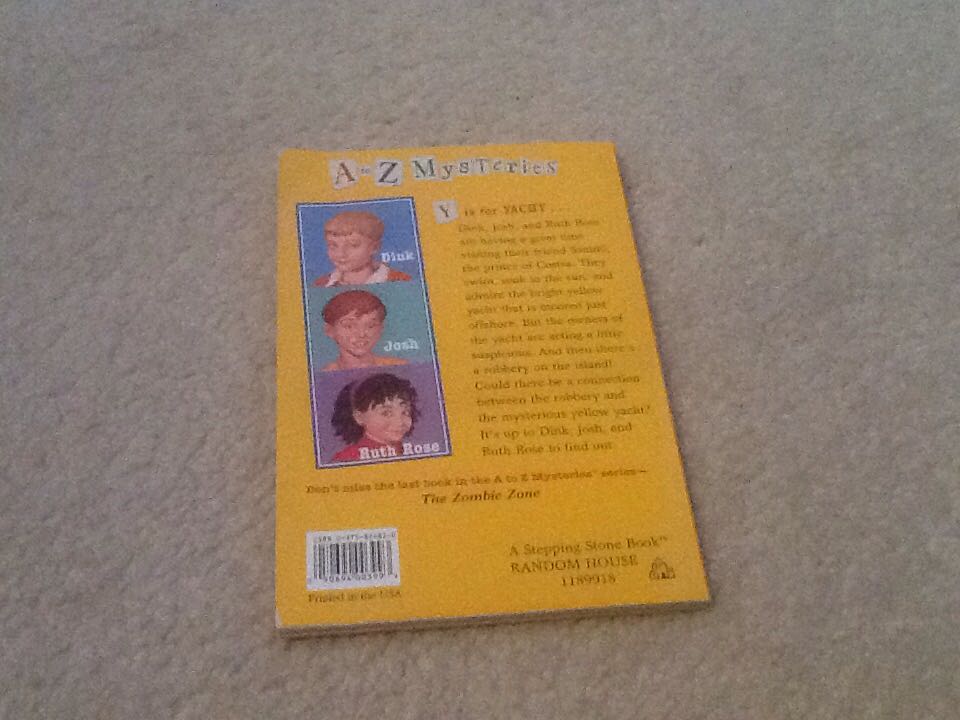 A to Z Mysteries
Dink
Josh
Ruth Rose
Y is for YACHT . . .
Dink, Josh, and Ruth Rose
are having a great time
visiting their friend Sammi,
the prince of Costra. They
swim, soak in the sun, and
admire the bright yellow
yacht that is moored just
offshore. But the owners of
the yacht are acting a little
suspicious. And then there's
a robbery on the island!
Could there be a connection
between the robbery and
the mysterious yellow yacht?
It's up to Dink, Josh, and
Ruth Rose to find out.
Don't miss the last book in the A to Z Mysteries™ series—
The Zombie Zone
ISBN
Printed in the USA
A Stepping Stone Book™
RANDOM HOUSE
1189918